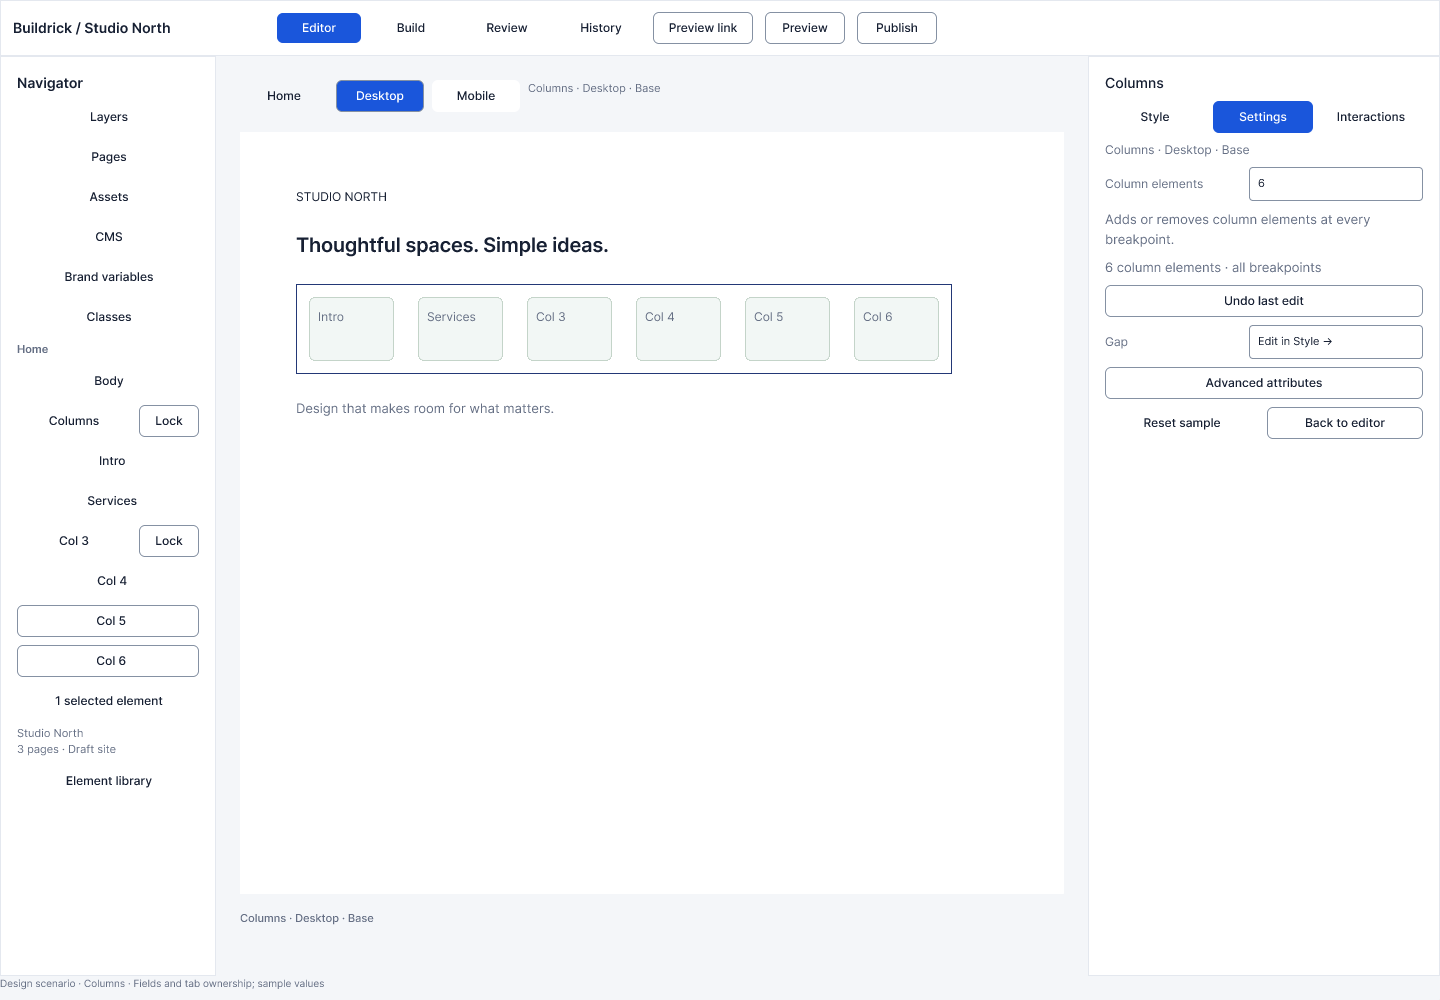 Buildrick / Studio North
Editor
Build
Review
History
Preview link
Preview
Publish
Navigator
Layers
Pages
Assets
CMS
Brand variables
Classes
Home
Body
Columns
Lock
Intro
Services
Col 3
Lock
Col 4
Col 5
Col 6
1 selected element
Studio North
3 pages · Draft site
Element library
Home
Desktop
Mobile
Columns · Desktop · Base
STUDIO NORTH
Thoughtful spaces. Simple ideas.
Intro
Services
Col 3
Col 4
Col 5
Col 6
Design that makes room for what matters.
Columns · Desktop · Base
Columns
Style
Settings
Interactions
Columns · Desktop · Base
Column elements
6
Adds or removes column elements at every
breakpoint.
6 column elements · all breakpoints
Undo last edit
Gap
Edit in Style →
Advanced attributes
Reset sample
Back to editor
Design scenario · Columns · Fields and tab ownership; sample values